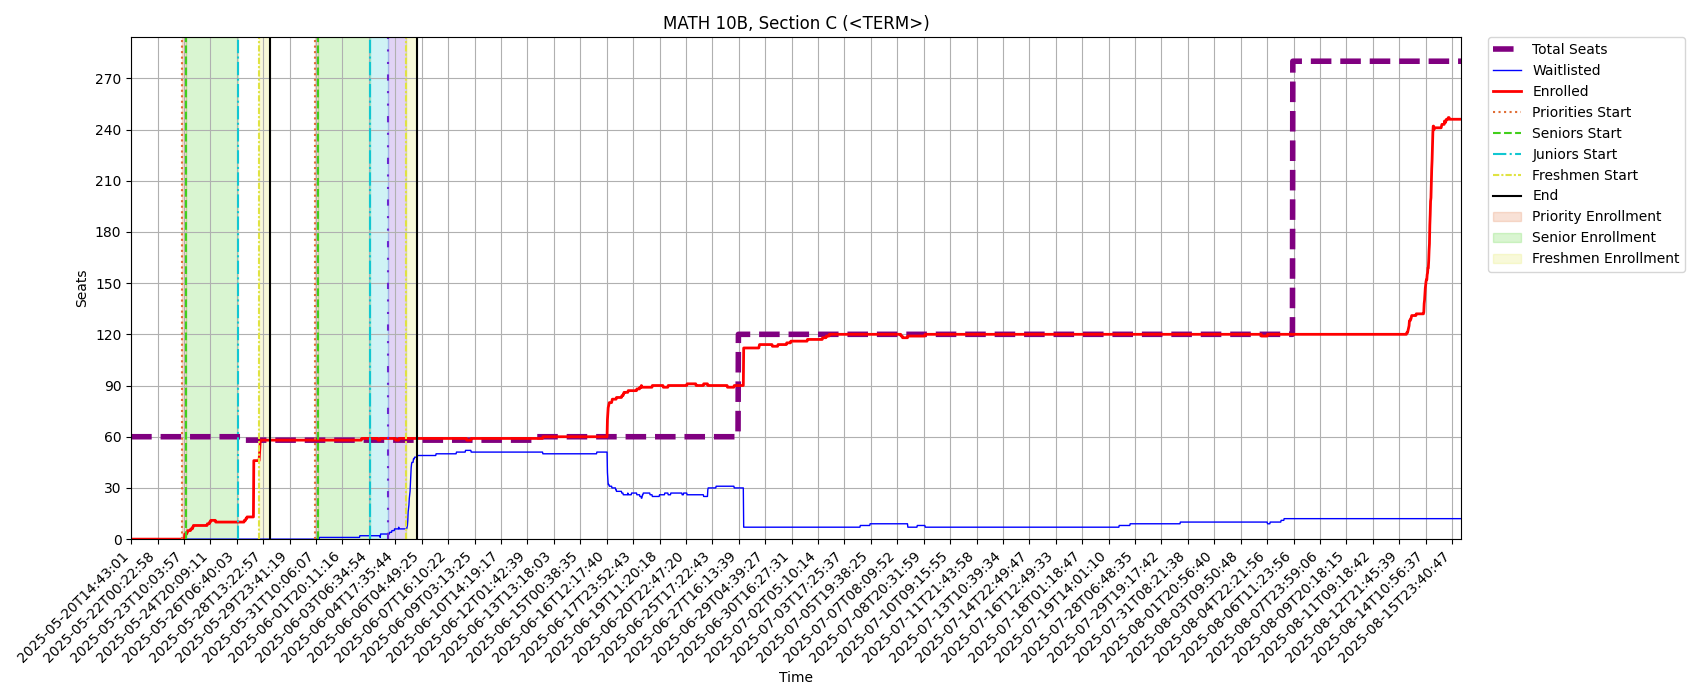 MATH 10B, Section C (<TERM>)
Seats
270
240
210
180
150
120
90
60
30
0
2025-05-20T14:43:01
2025-05-22T00:22:58
2025-05-23T10:03:57
2025-05-24T20:09:11
2025-05-26T06:40:03
2025-05-28T13:22:57
2025-05-29T23:41:19
2025-05-31T10:06:07
2025-06-01T20:11:16
2025-06-03T06:34:54
2025-06-04T17:35:44
2025-06-06T04:49:25
2025-06-07T16:10:22
2025-06-09T03:13:25
2025-06-10T14:19:17
2025-06-12T01:42:39
2025-06-13T13:18:03
2025-06-15T00:38:35
2025-06-16T12:17:40
2025-06-17T23:52:43
2025-06-19T11:20:18
2025-06-20T22:47:20
2025-06-25T17:22:43
2025-06-27T16:13:39
2025-06-29T04:39:27
2025-06-30T16:27:31
2025-07-02T05:10:14
2025-07-03T17:25:37
2025-07-05T19:38:25
2025-07-07T08:09:52
2025-07-08T20:31:59
2025-07-10T09:15:55
2025-07-11T21:43:58
2025-07-13T10:39:34
2025-07-14T22:49:47
2025-07-16T12:49:33
2025-07-18T01:18:47
2025-07-19T14:01:10
2025-07-28T06:48:35
2025-07-29T19:17:42
2025-07-31T08:21:38
2025-08-01T20:56:40
2025-08-03T09:50:48
2025-08-04T22:21:56
2025-08-06T11:23:56
2025-08-07T23:59:06
2025-08-09T20:18:15
2025-08-11T09:18:42
2025-08-12T21:45:39
2025-08-14T10:56:37
2025-08-15T23:40:47
Time
Total Seats
Waitlisted
Enrolled
Priorities Start
Seniors Start
Juniors Start
Freshmen Start
End
Priority Enrollment
Senior Enrollment
Freshmen Enrollment